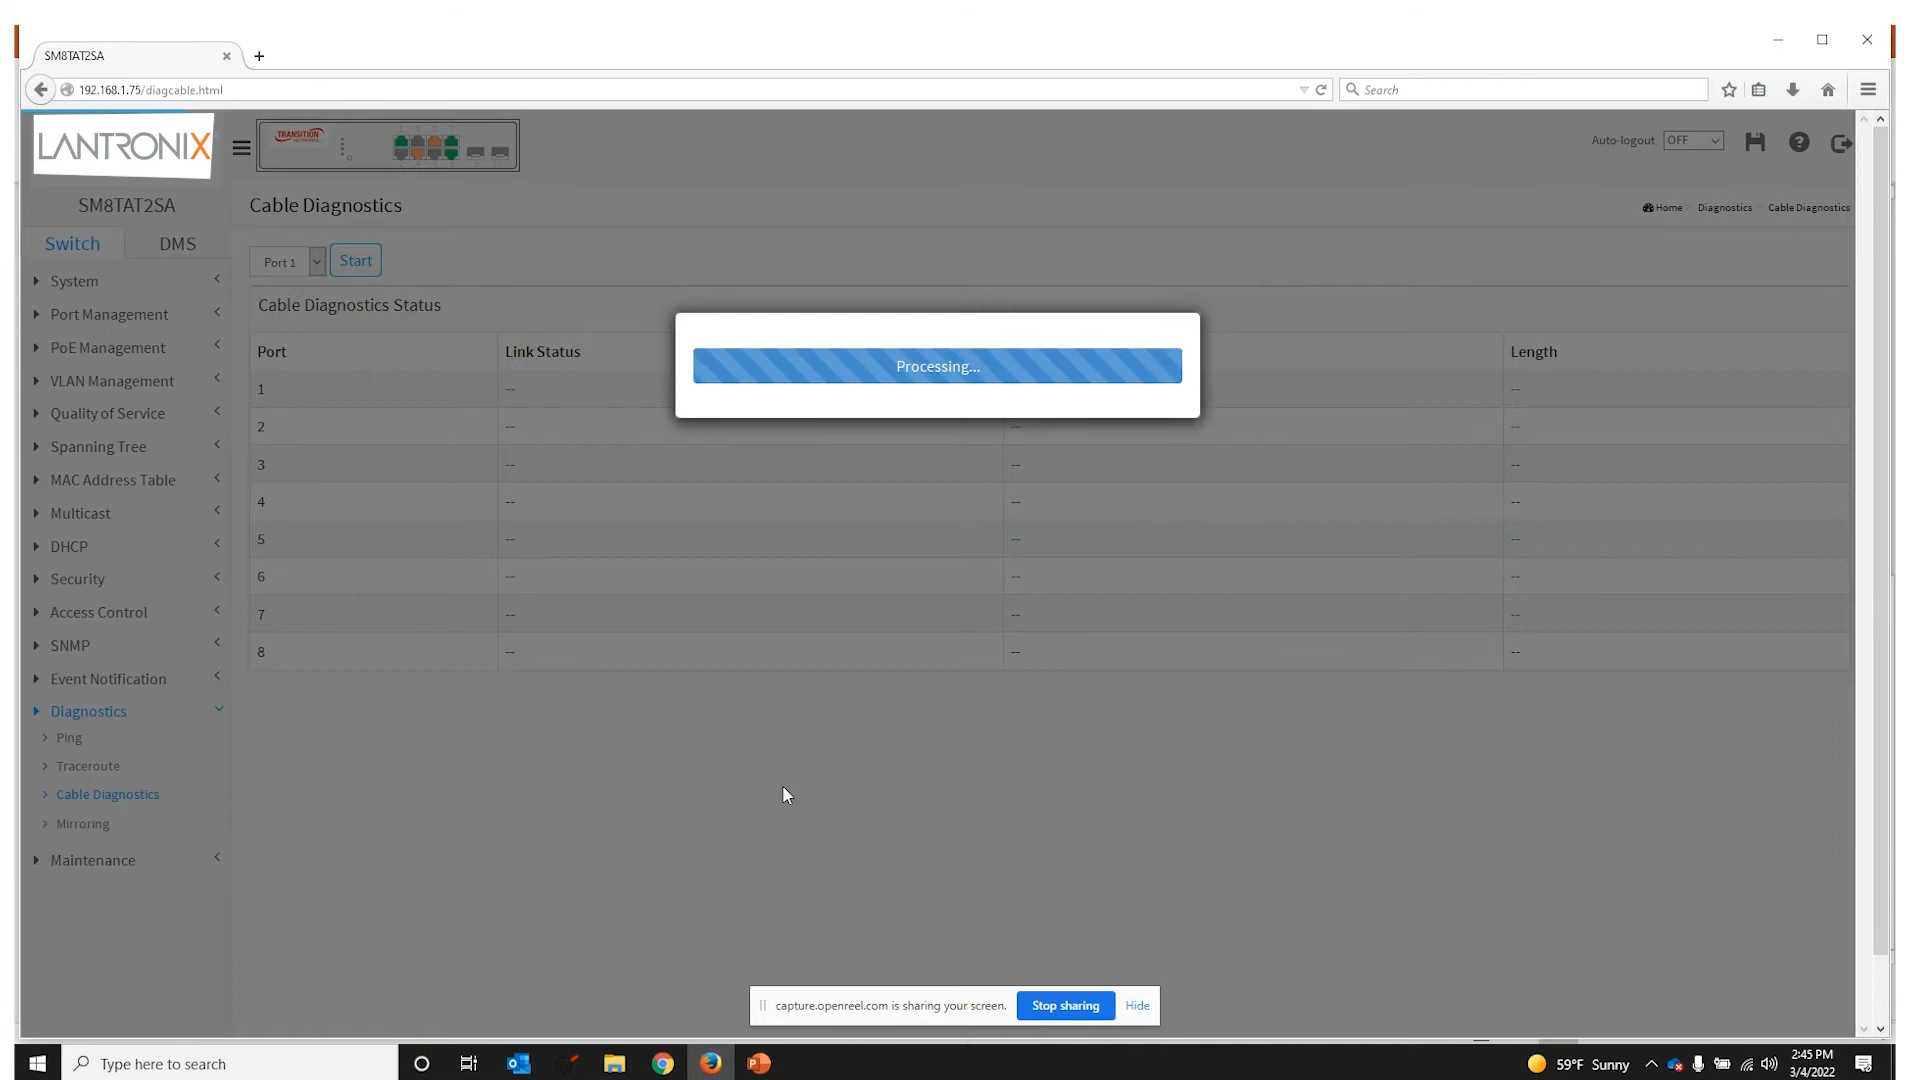 SM8TAT2SA
192.168.1.75/diagcable.html
Search
LANTRONIX
TRANSITION
NETWORKS
Auto-logout OFF
SM8TAT2SA
Cable Diagnostics
Home Diagnostics Cable Diagnostics
Switch DMS
Port 1 Start
System
Port Management
PoE Management
VLAN Management
Quality of Service
Spanning Tree
MAC Address Table
Multicast
DHCP
Security
Access Control
SNMP
Event Notification
Diagnostics
Ping
Traceroute
Cable Diagnostics
Mirroring
Maintenance
Cable Diagnostics Status
Port Link Status Length
1 -- --
2 -- -- --
3 -- -- --
4 -- -- --
5 -- -- --
6 -- -- --
7 -- -- --
8 -- -- --
Processing...
capture.openreel.com is sharing your screen. Stop sharing Hide
Type here to search
59°F Sunny
2:45 PM
3/4/2022